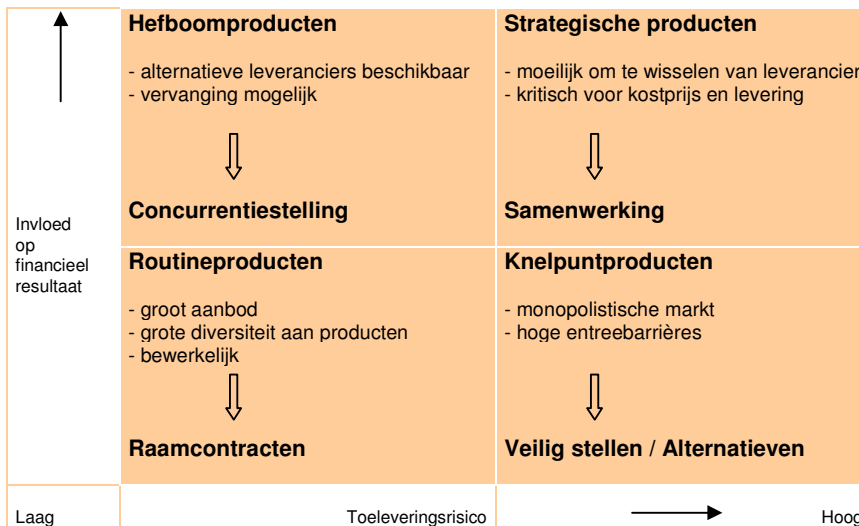 Hefboomproducten
- alternatieve leveranciers beschikbaar
- vervanging mogelijk
Concurrentiestelling
Strategische producten
- moeilijk om te wisselen van leverancier
- kritisch voor kostprijs en levering
Samenwerking
Invloed
op
financieel
resultaat
Routineproducten
- groot aanbod
- grote diversiteit aan producten
- bewerkelijk
Raamcontracten
Knelpuntproducten
- monopolistische markt
- hoge entreebarrières
Veilig stellen / Alternatieven
Laag
Toeleveringsrisico
Hoog